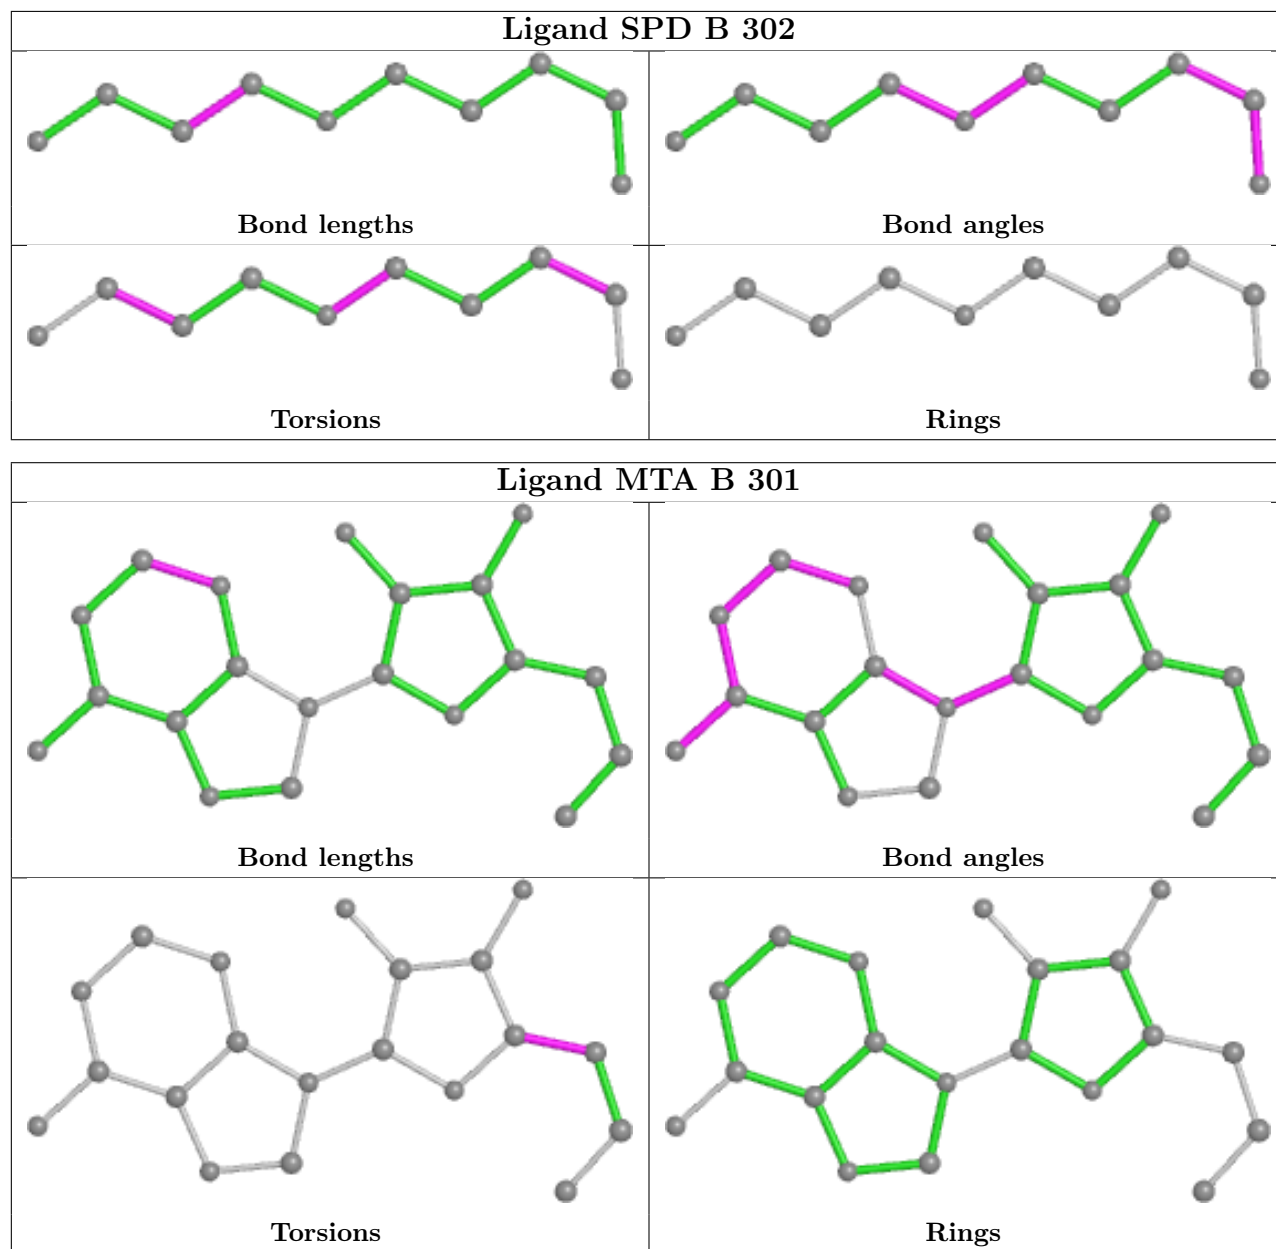 Ligand SPD B 302
Bond lengths
Bond angles
Torsions
Rings
Ligand MTA B 301
Bond lengths
Bond angles
Torsions
Rings